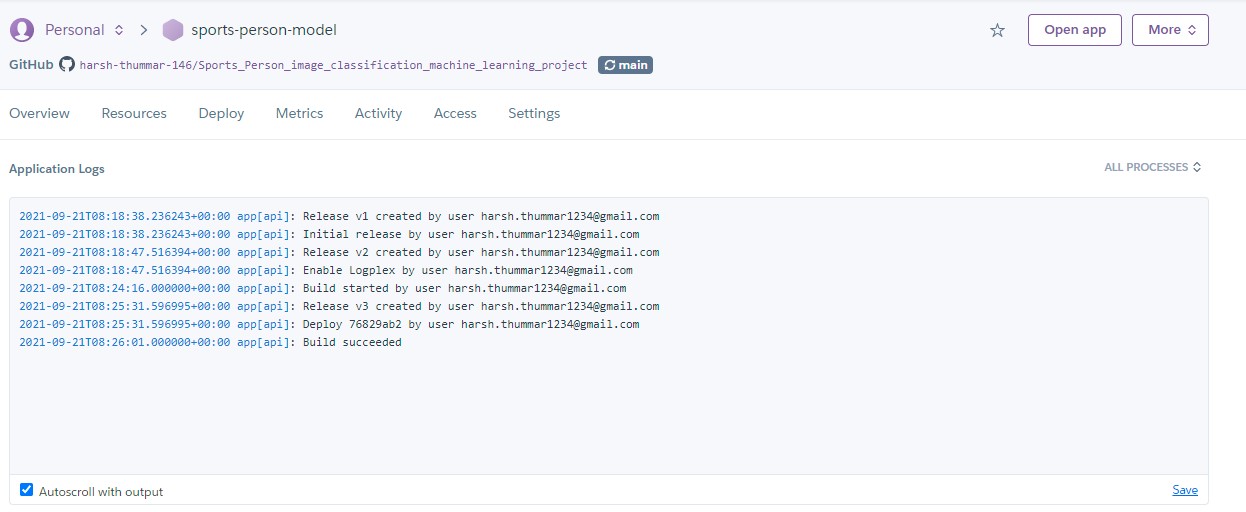 Personal sports-person-model Open app More
GitHub harsh-thummar-146/Sports_Person_image_classification_machine_learning_project main
Overview Resources Deploy Metrics Activity Access Settings
Application Logs ALL PROCESSES
2021-09-21T08:18:38.236243+00:00 app[api]: Release v1 created by user harsh.thummar1234@gmail.com
2021-09-21T08:18:38.236243+00:00 app[api]: Initial release by user harsh.thummar1234@gmail.com
2021-09-21T08:18:47.516394+00:00 app[api]: Release v2 created by user harsh.thummar1234@gmail.com
2021-09-21T08:18:47.516394+00:00 app[api]: Enable Logplex by user harsh.thummar1234@gmail.com
2021-09-21T08:24:16.000000+00:00 app[api]: Build started by user harsh.thummar1234@gmail.com
2021-09-21T08:25:31.596995+00:00 app[api]: Release v3 created by user harsh.thummar1234@gmail.com
2021-09-21T08:25:31.596995+00:00 app[api]: Deploy 76829ab2 by user harsh.thummar1234@gmail.com
2021-09-21T08:26:01.000000+00:00 app[api]: Build succeeded
Autoscroll with output Save